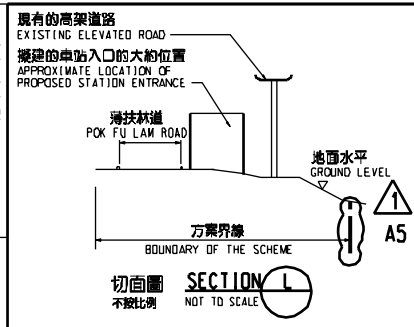 現有的高架道路
EXISTING ELEVATED ROAD
擬建的車站入口的大約位置
APPROXIMATE LOCATION OF
PROPOSED STATION ENTRANCE
薄扶林道
POK FU LAM ROAD
地面水平
GROUND LEVEL
1
A5
方案界線
BOUNDARY OF THE SCHEME
切面圖 SECTION L
不按比例 NOT TO SCALE